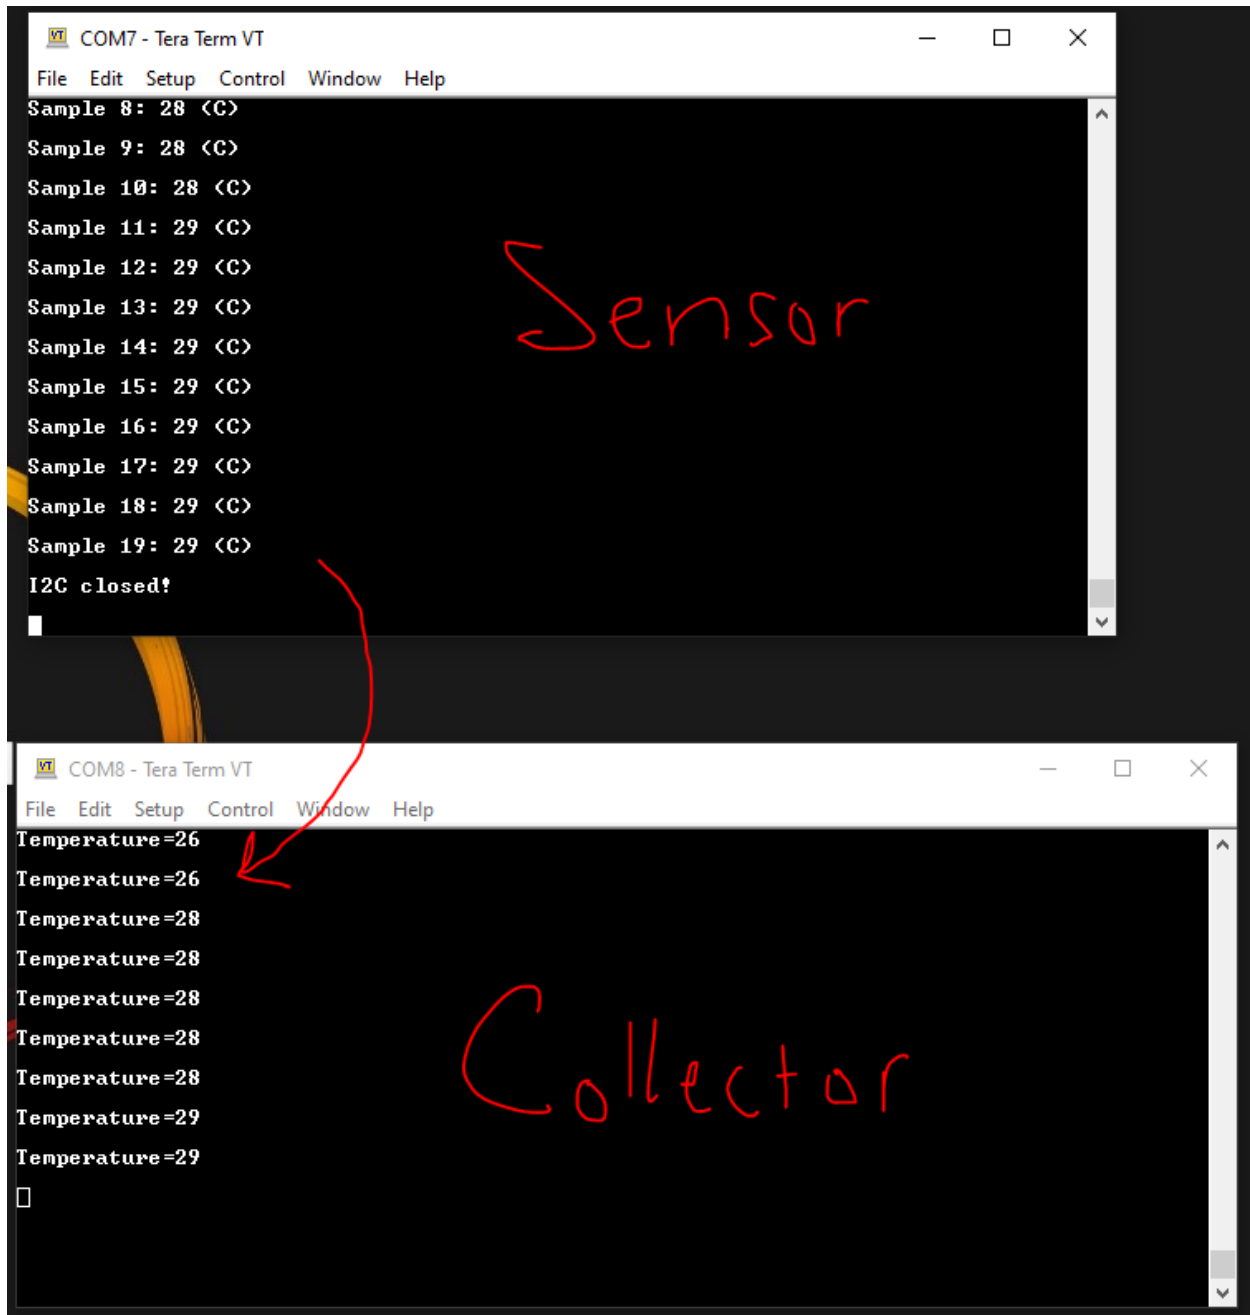 COM7 - Tera Term VT
File Edit Setup Control Window Help
Sample 8: 28 (C)
Sample 9: 28 (C)
Sample 10: 28 (C)
Sample 11: 29 (C)
Sample 12: 29 (C)
Sample 13: 29 (C)
Sample 14: 29 (C)
Sample 15: 29 (C)
Sample 16: 29 (C)
Sample 17: 29 (C)
Sample 18: 29 (C)
Sample 19: 29 (C)
I2C closed!
Sensor
COM8 - Tera Term VT
File Edit Setup Control Window Help
Temperature=26
Temperature=26
Temperature=28
Temperature=28
Temperature=28
Temperature=28
Temperature=28
Temperature=29
Temperature=29
Collector